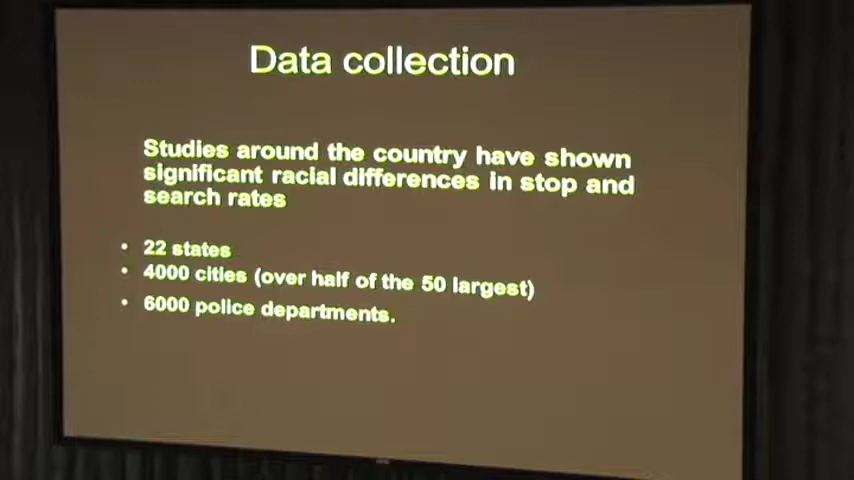 Data collection
Studies around the country have shown
significant racial differences in stop and
search rates
• 22 states
• 4000 cities (over half of the 50 largest)
• 6000 police departments.